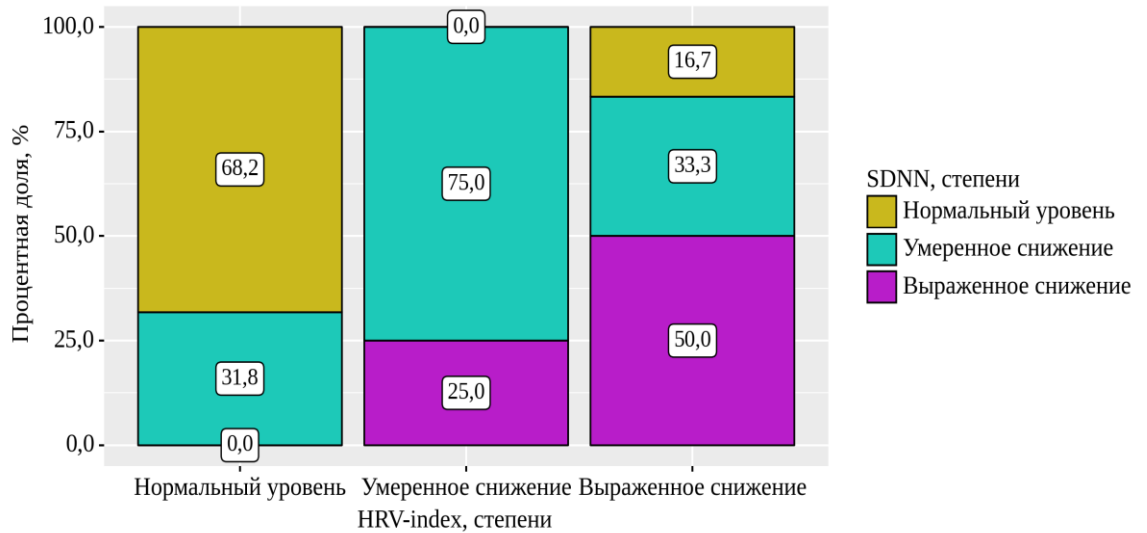 Процентная доля, %
100,0
75,0
50,0
25,0
0,0
68,2
31,8
0,0
0,0
75,0
25,0
16,7
33,3
50,0
Нормальный уровень
Умеренное снижение
Выраженное снижение
HRV-index, степени
SDNN, степени
Нормальный уровень
Умеренное снижение
Выраженное снижение